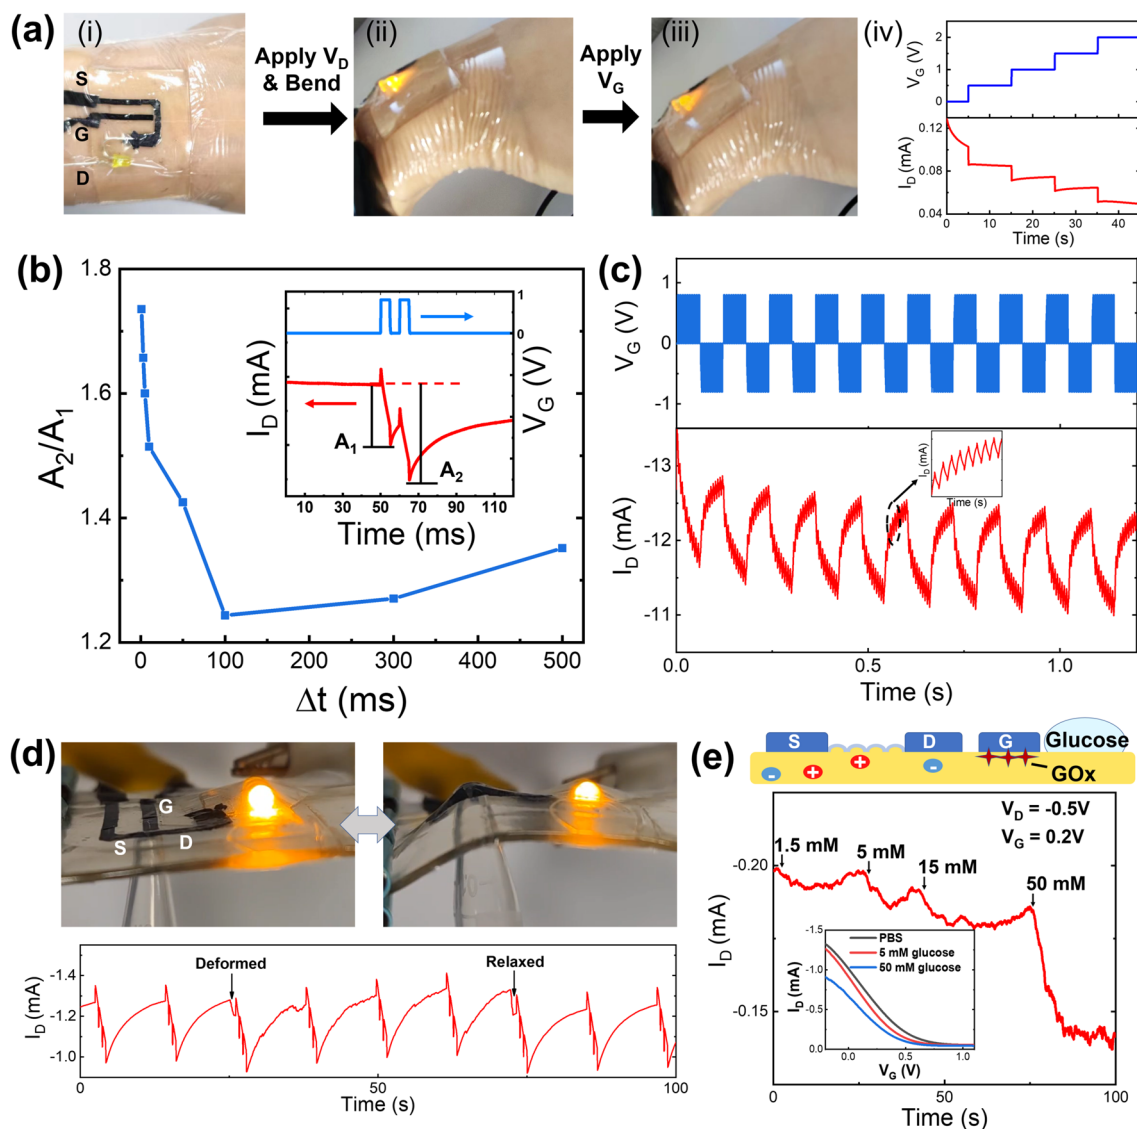 (a)
(i)
S
G
D
Apply V_D
& Bend
(ii)
Apply
V_G
(iii)
(iv)
V_G (V)
2
1
0
I_D (mA)
0.12
0.08
0.04
0 10 20 30 40
Time (s)
(b)
A_2/A_1
1.8
1.6
1.4
1.2
0 100 200 300 400 500
Δt (ms)
I_D (mA)
V_G (V)
1
0
A_1
A_2
10 30 50 70 90 110
Time (ms)
(c)
V_G (V)
1
0
-1
I_D (mA)
-13
-12
-11
I_D (mA)
Time (s)
0.0 0.5 1.0
Time (s)
(d)
G
S D
I_D (mA)
-1.4
-1.2
-1.0
Deformed
Relaxed
0 50 100
Time (s)
(e)
S D G Glucose
- + + -
GOx
V_D = -0.5V
V_G = 0.2V
I_D (mA)
-0.20
-0.15
1.5 mM
5 mM
15 mM
50 mM
I_D (mA)
-1.5
-1.0
-0.5
0.0
PBS
5 mM glucose
50 mM glucose
0.0 0.5 1.0
V_G (V)
0 50 100
Time (s)